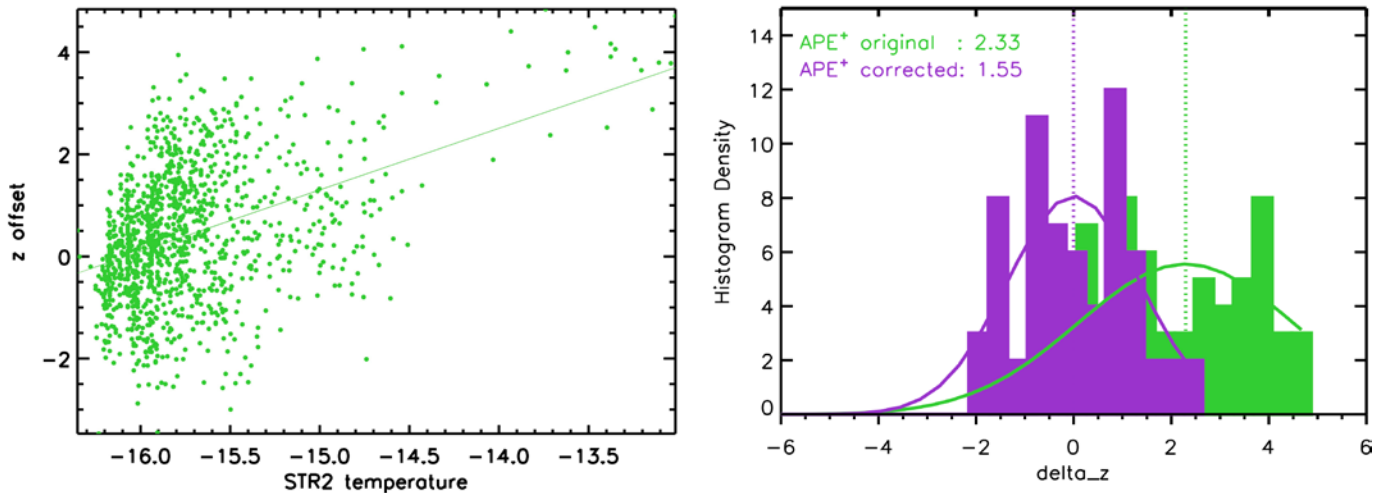 4
2
0
−2
z offset
−16.0 −15.5 −15.0 −14.5 −14.0 −13.5
STR2 temperature
14
12
10
8
6
4
2
0
Histogram Density
APE+ original : 2.33
APE+ corrected: 1.55
−6 −4 −2 0 2 4 6
delta_z